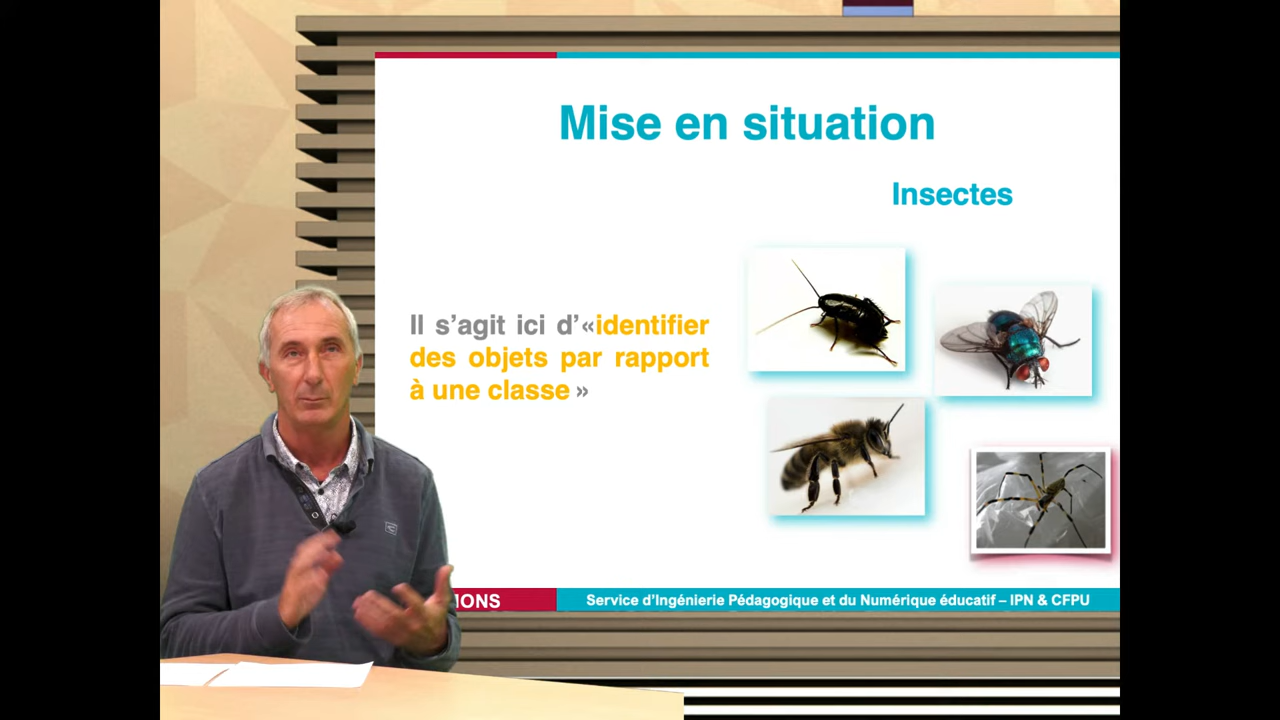 Mise en situation
Insectes
Il s’agit ici d’«identifier
des objets par rapport
à une classe »
IONS
Service d’Ingénierie Pédagogique et du Numérique éducatif – IPN & CFPU